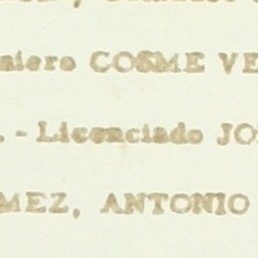 niero COSME VE
.- Licenciado JO
MEZ, ANTONIO